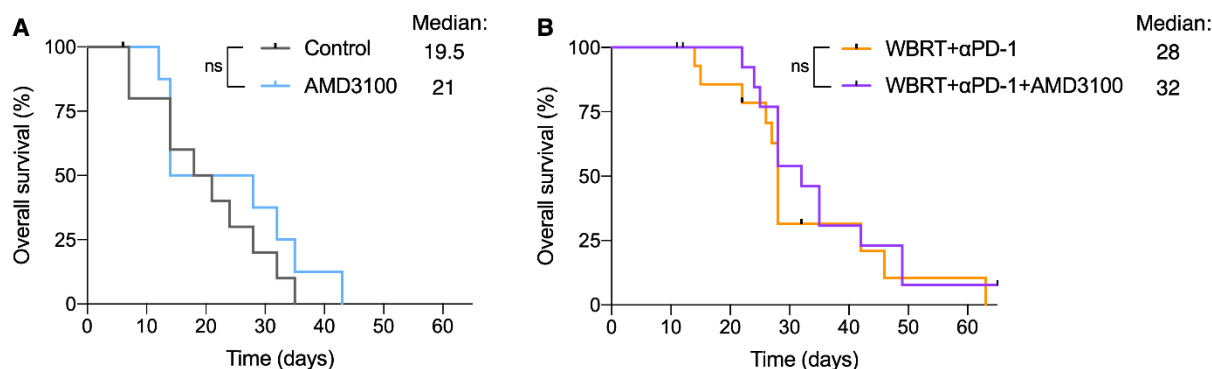 A
Median:
ns
Control 19.5
AMD3100 21
Overall survival (%)
100
75
50
25
0
0 10 20 30 40 50 60
Time (days)
B
Median:
ns
WBRT+αPD-1 28
WBRT+αPD-1+AMD3100 32
Overall survival (%)
100
75
50
25
0
0 10 20 30 40 50 60
Time (days)